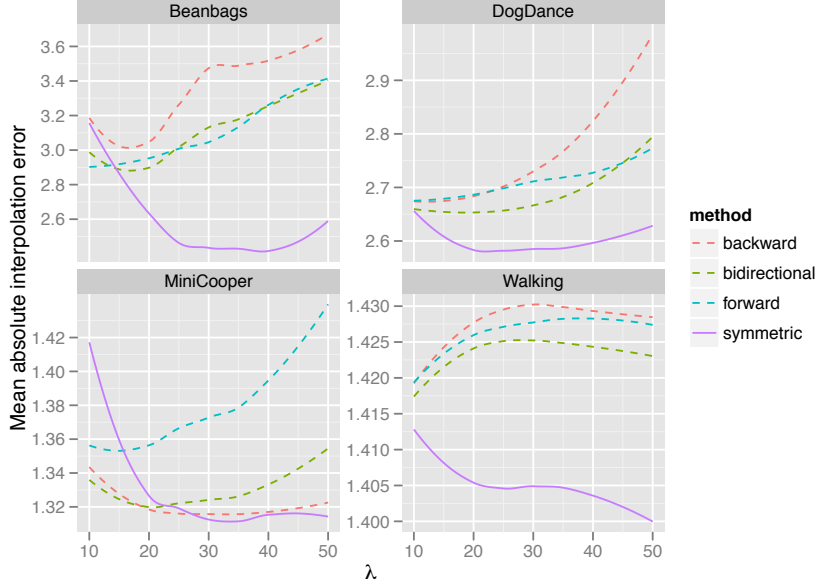 Beanbags
DogDance
3.6
3.4
3.2
3.0
2.8
2.6
2.9
2.8
2.7
2.6
Mean absolute interpolation error
method
backward
bidirectional
forward
symmetric
MiniCooper
Walking
1.42
1.40
1.38
1.36
1.34
1.32
1.430
1.425
1.420
1.415
1.410
1.405
1.400
10 20 30 40 50
10 20 30 40 50
λ